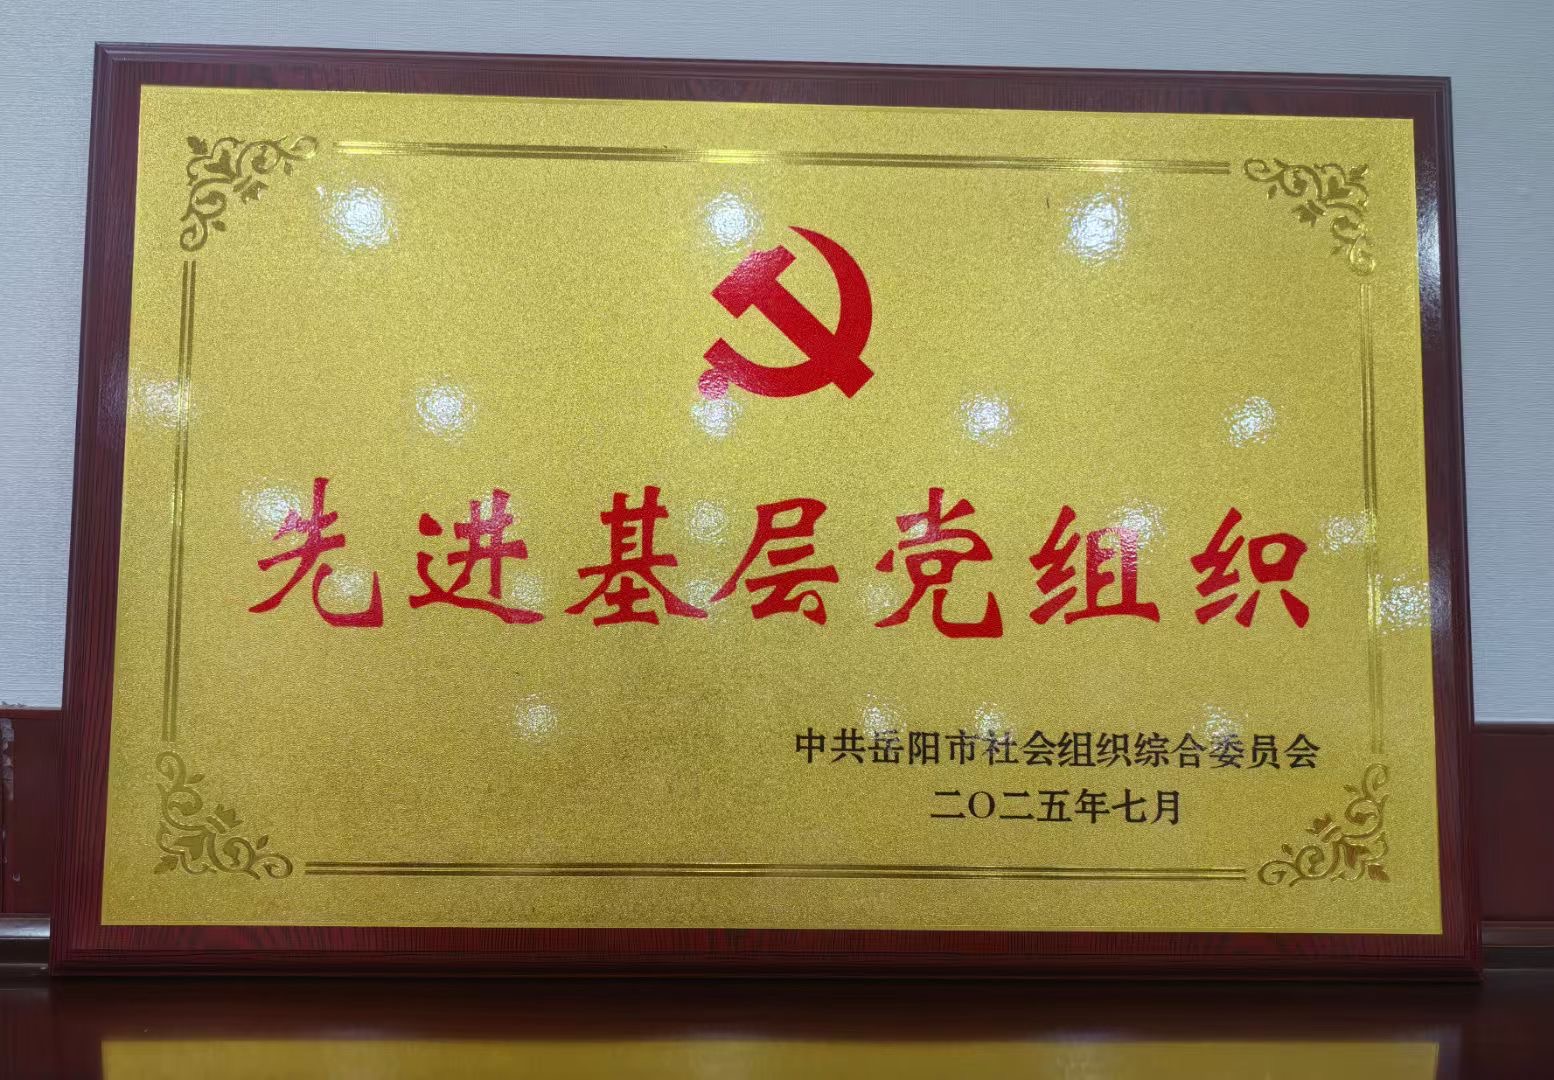 先进基层党组织
中共岳阳市社会组织综合委员会
二〇二五年七月